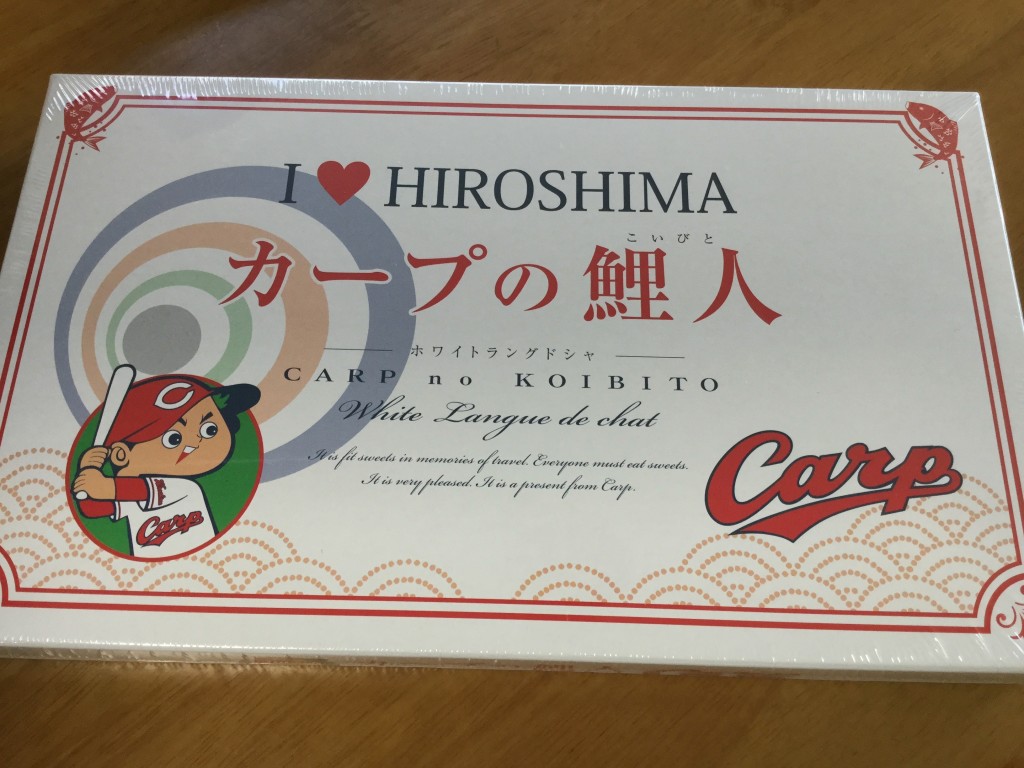 I ♥ HIROSHIMA
こいびと
カープの鯉人
ホワイトラングドシャ
CARP no KOIBITO
White Langue de chat
It is fit sweets in memories of travel. Everyone must eat sweets.
It is very pleased. It is a present from Carp.
Carp
C
Carp